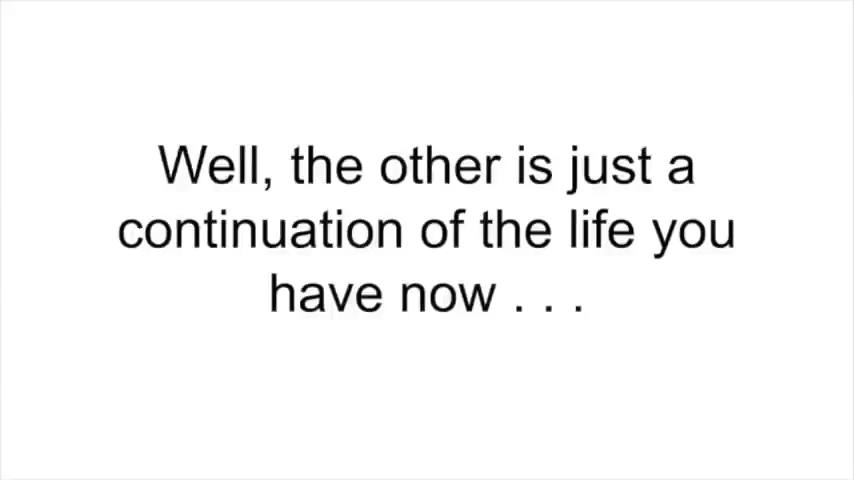 Well, the other is just a
continuation of the life you
have now . . .